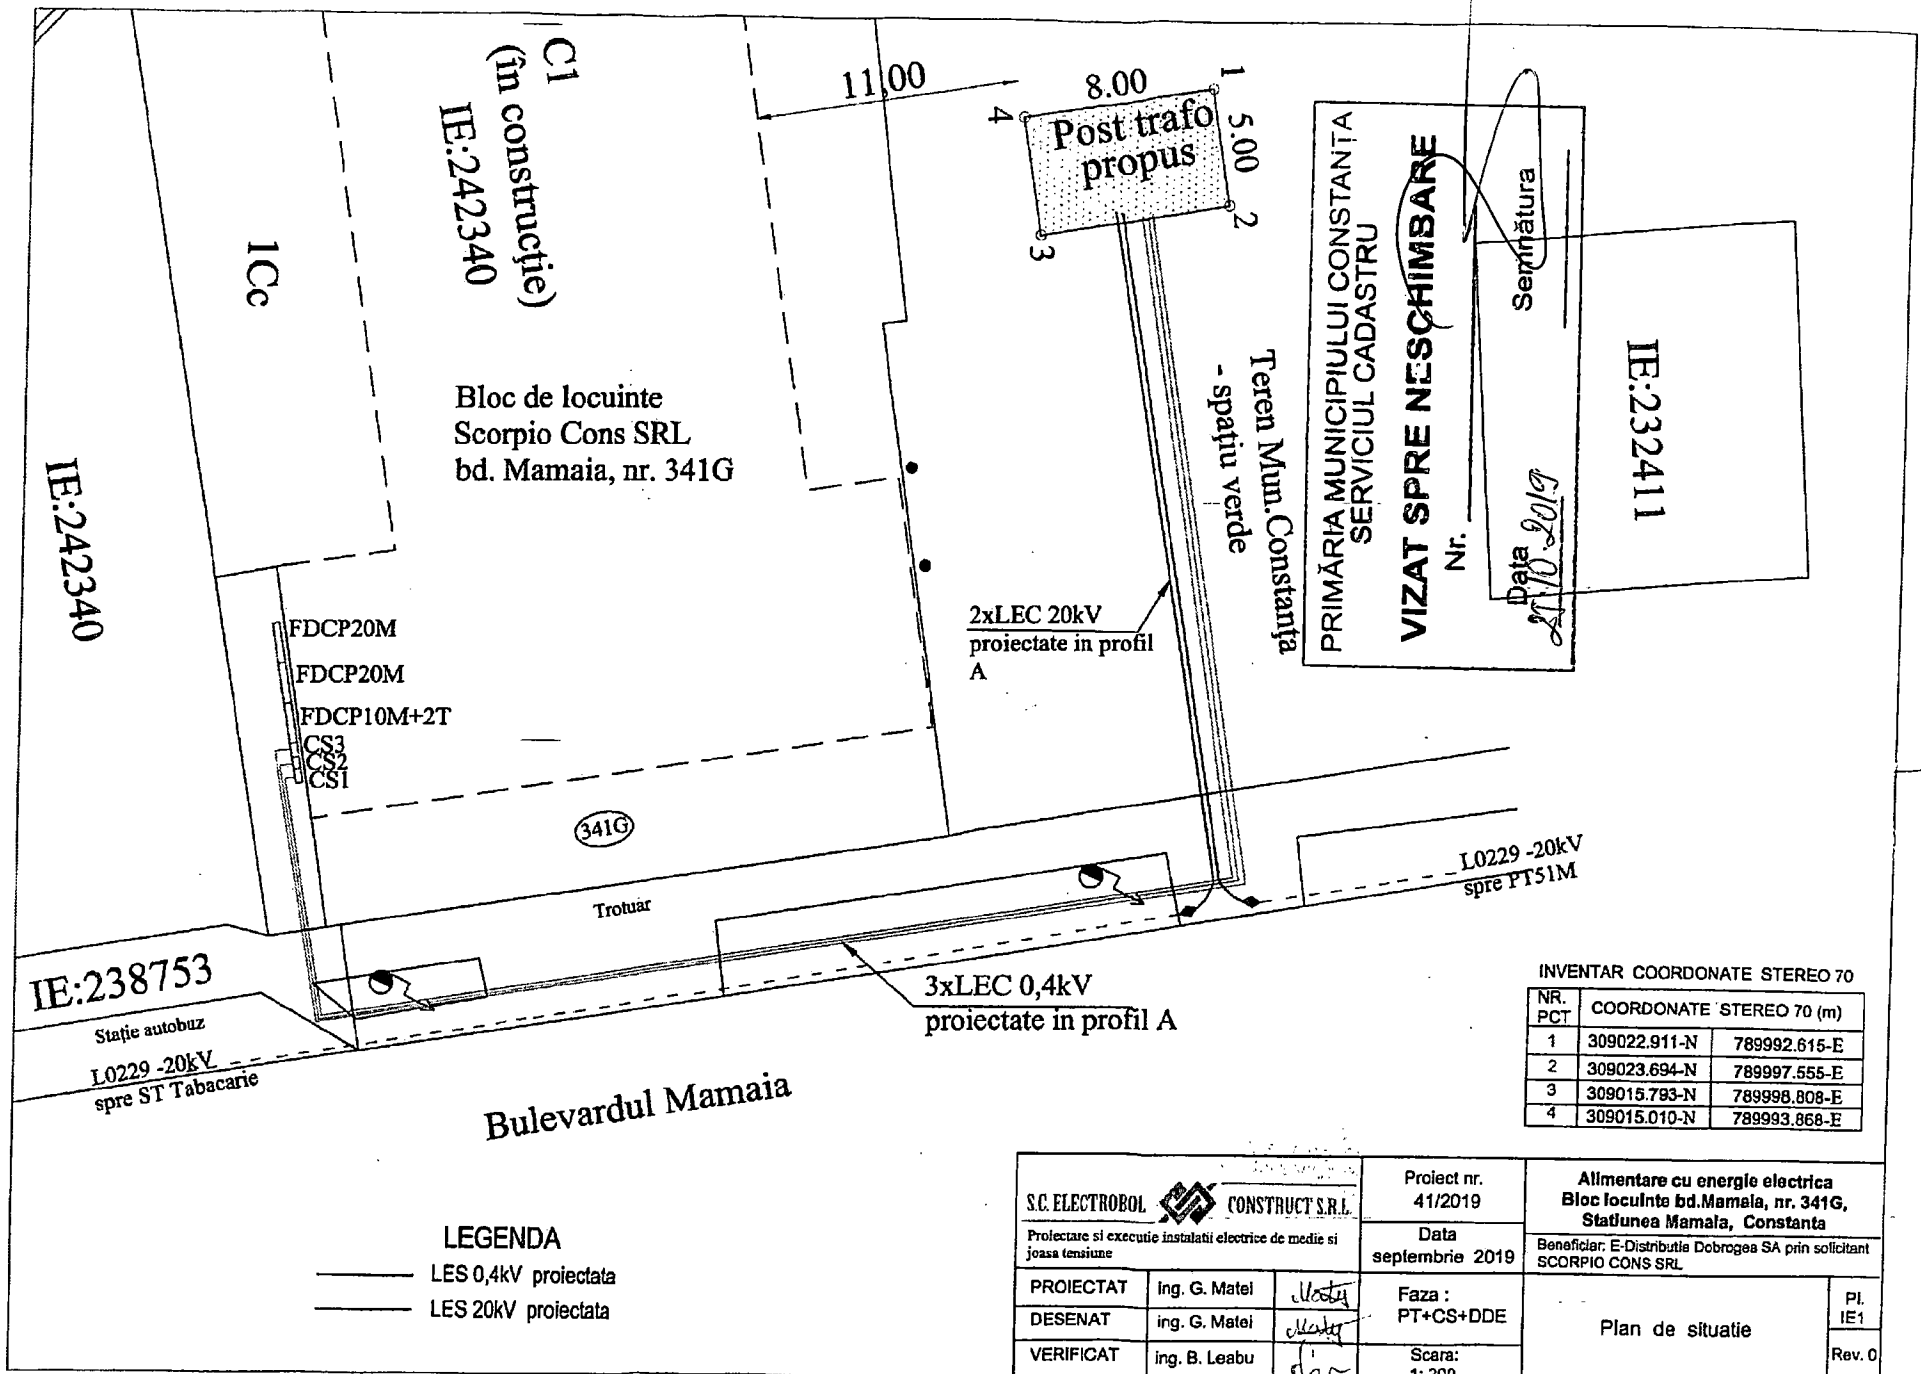 C1
(în construcție)
IE:242340
1Cc
IE:242340
Bloc de locuinte
Scorpio Cons SRL
bd. Mamaia, nr. 341G
11,00
8.00
5.00
1
2
3
4
Post trafo
propus
Teren Mun.Constanța
- spațiu verde
PRIMĂRIA MUNICIPIULUI CONSTANȚA
SERVICIUL CADASTRU
VIZAT SPRE NESCHIMBARE
Nr.
Data
Semnătura
IE:232411
2xLEC 20kV
proiectate in profil
A
FDCP20M
FDCP20M
FDCP10M+2T
CS3
CS2
CS1
341G
Trotuar
L0229 -20kV
spre PT51M
IE:238753
Stație autobuz
L0229 -20kV
spre ST Tabacarie
3xLEC 0,4kV
proiectate in profil A
Bulevardul Mamaia
INVENTAR COORDONATE STEREO 70
NR. PCT COORDONATE STEREO 70 (m)
1 309022.911-N 789992.615-E
2 309023.694-N 789997.555-E
3 309015.793-N 789998.808-E
4 309015.010-N 789993.868-E
LEGENDA
LES 0,4kV proiectata
LES 20kV proiectata
S.C. ELECTROBOL CONSTRUCT S.R.L.
Proiectare si executie instalatii electrice de medie si
joasa tensiune
Proiect nr.
41/2019
Data
septembrie 2019
Alimentare cu energie electrica
Bloc locuinte bd.Mamaia, nr. 341G,
Statiunea Mamaia, Constanta
Beneficiar: E-Distributie Dobrogea SA prin solicitant
SCORPIO CONS SRL
PROIECTAT ing. G. Matei
DESENAT ing. G. Matei
VERIFICAT ing. B. Leabu
Faza :
PT+CS+DDE
Scara:
Plan de situatie
Pl.
IE1
Rev. 0